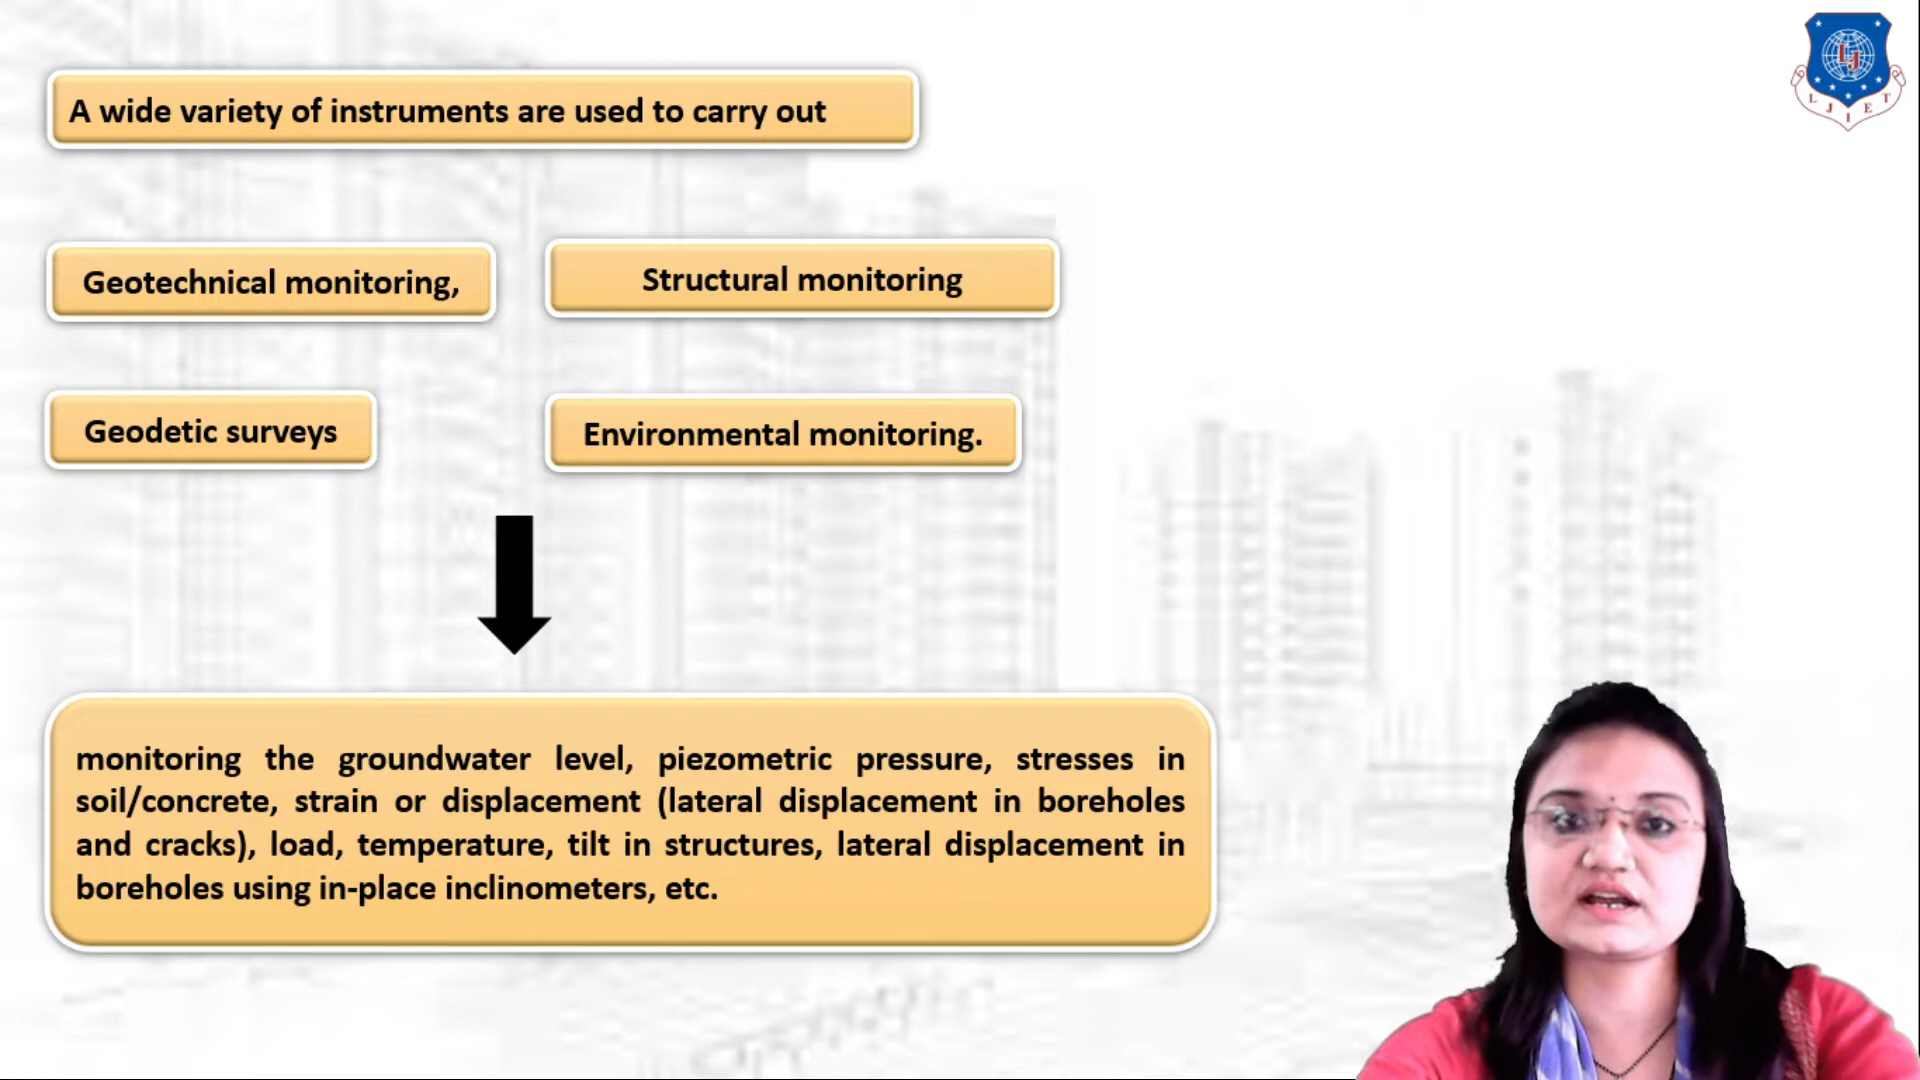 A wide variety of instruments are used to carry out
Geotechnical monitoring,
Structural monitoring
Geodetic surveys
Environmental monitoring.
monitoring the groundwater level, piezometric pressure, stresses in
soil/concrete, strain or displacement (lateral displacement in boreholes
and cracks), load, temperature, tilt in structures, lateral displacement in
boreholes using in-place inclinometers, etc.
LJ
L J I E T